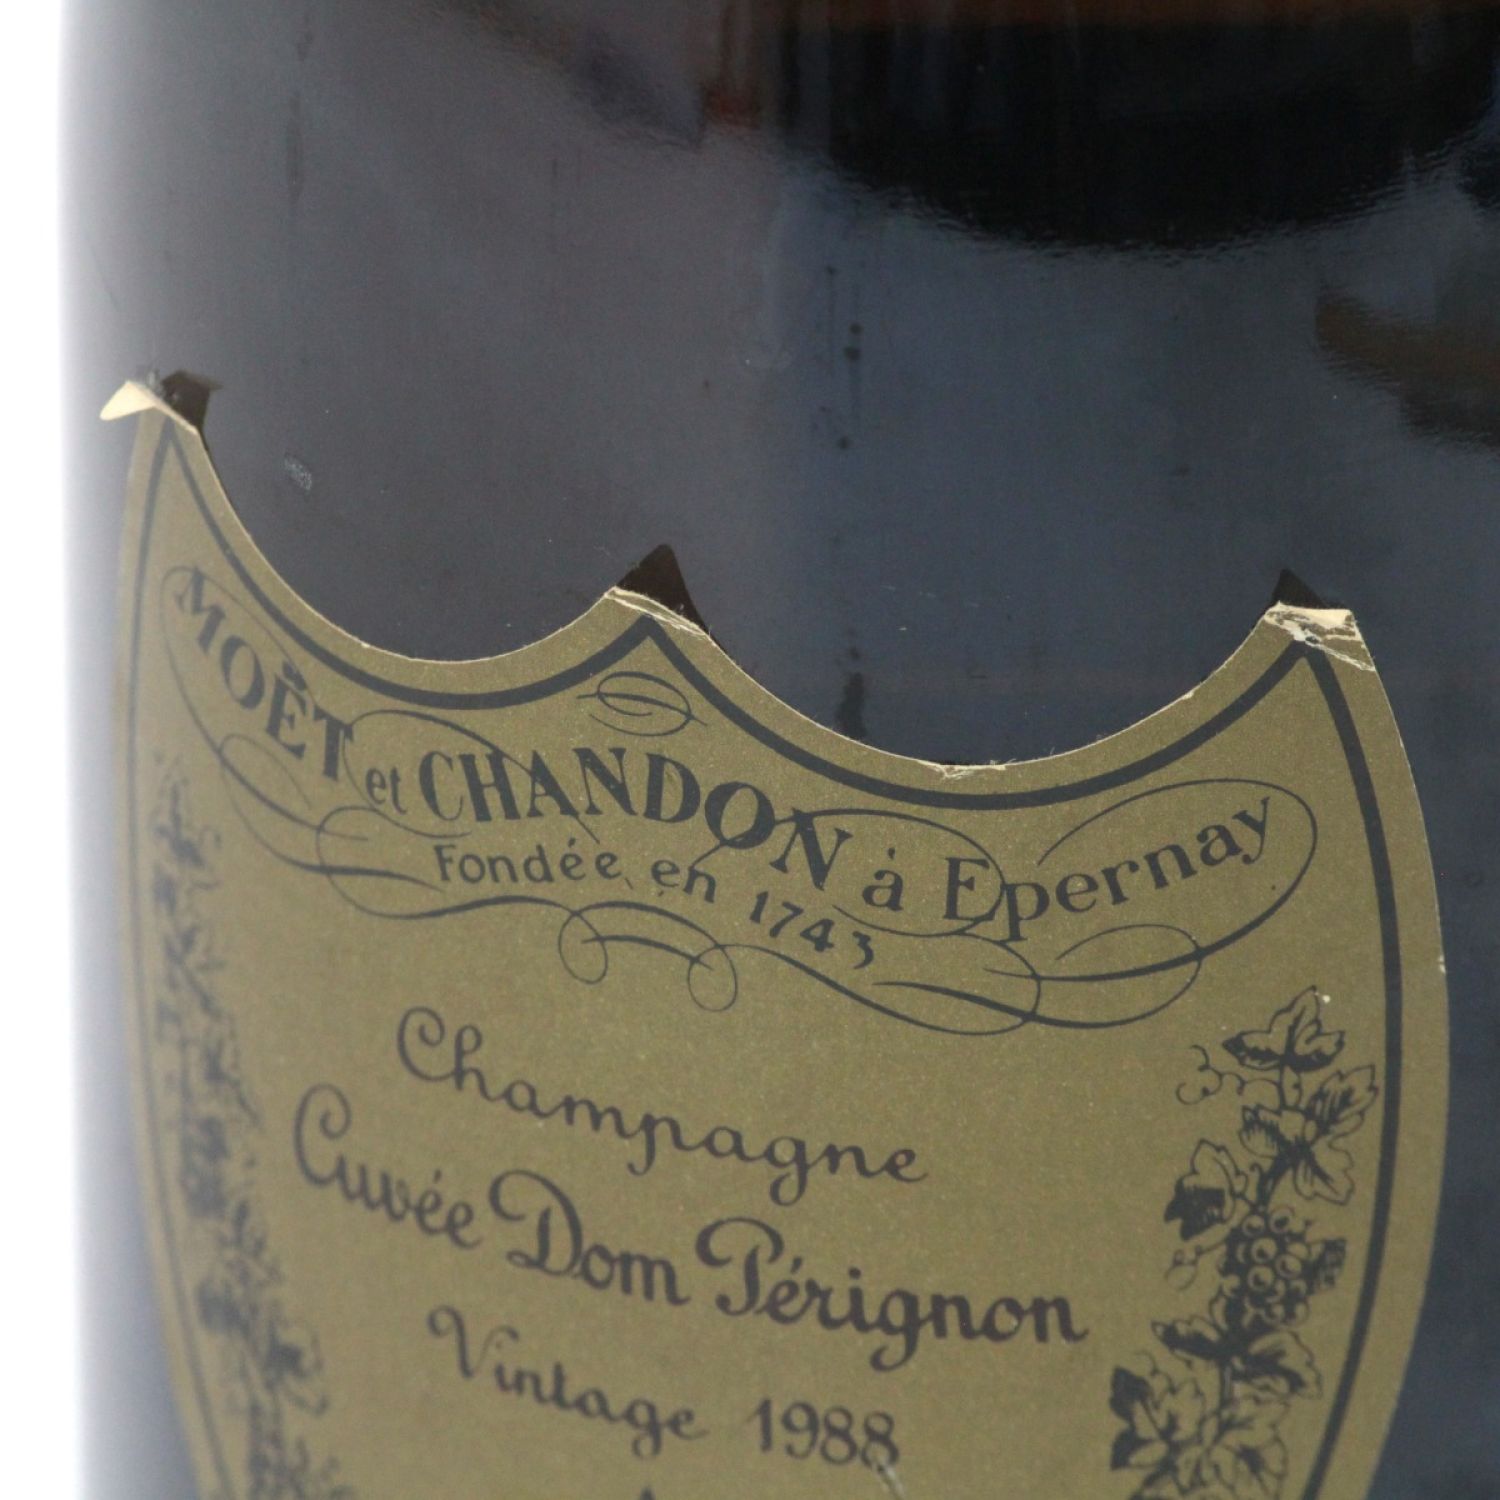 MOËT et CHANDON à Epernay
Fondée en 1743
Champagne
Cuvée Dom Pérignon
Vintage 1988